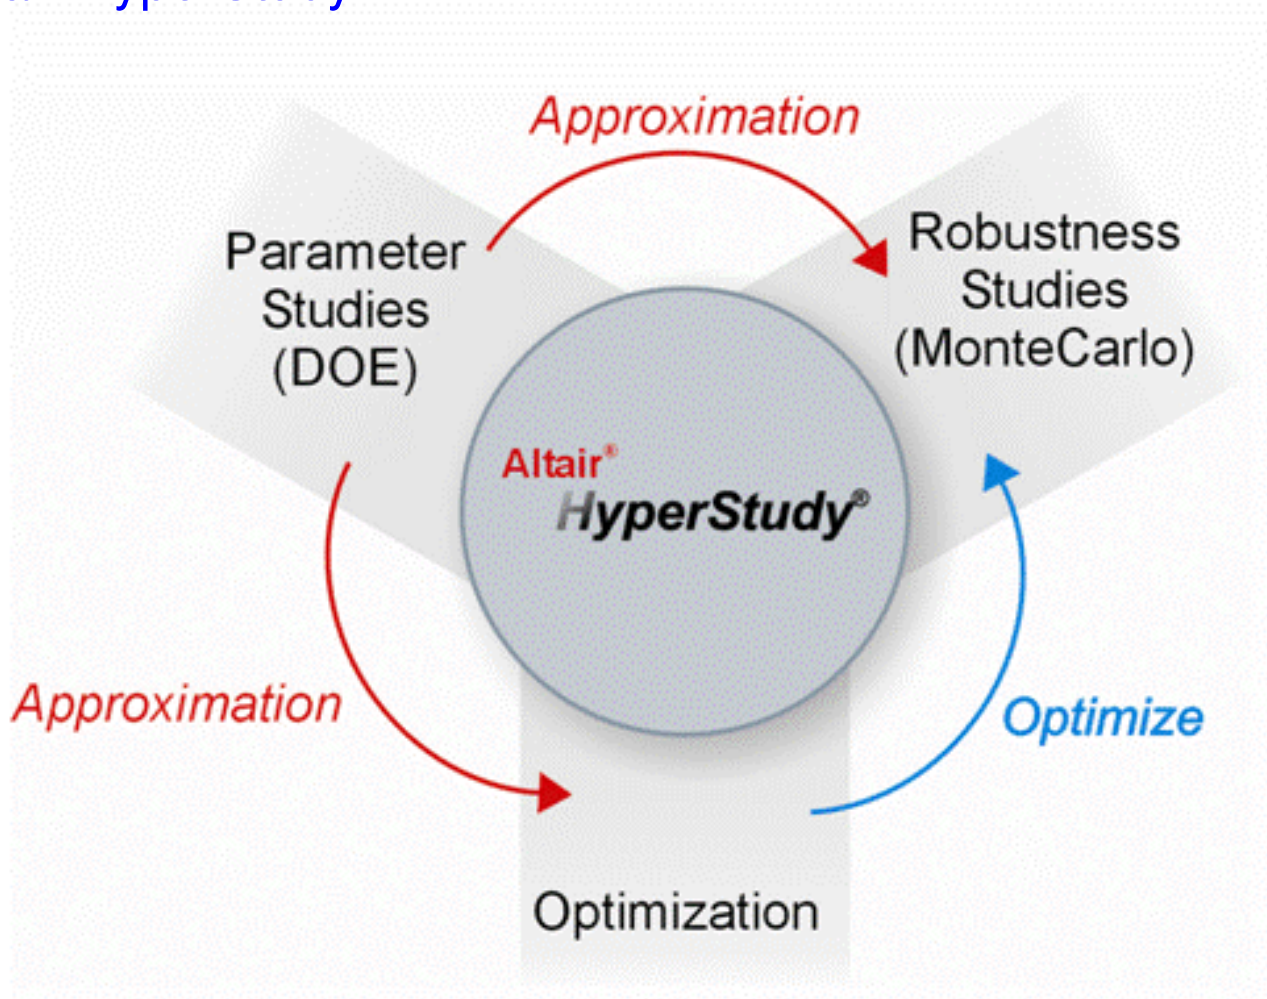 Approximation
Parameter
Studies
(DOE)
Robustness
Studies
(MonteCarlo)
Altair®
HyperStudy®
Approximation
Optimize
Optimization